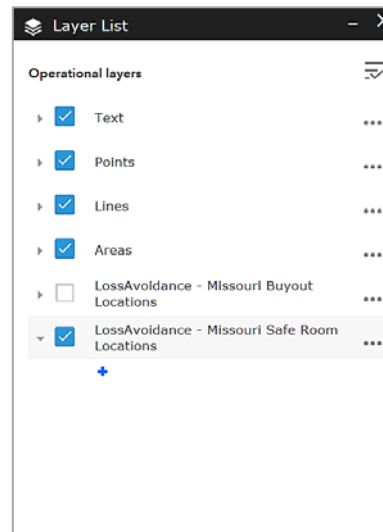 Layer List
Operational layers
Text
Points
Lines
Areas
LossAvoidance - Missouri Buyout
Locations
LossAvoidance - Missouri Safe Room
Locations